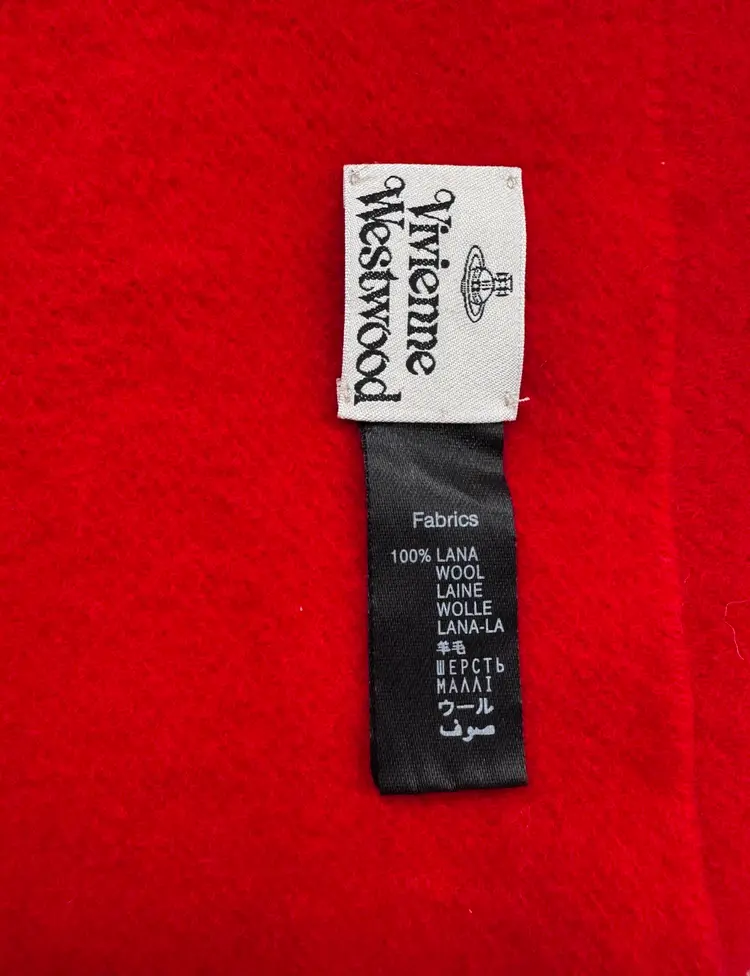 Vivienne
Westwood
Fabrics
100% LANA
WOOL
LAINE
WOLLE
LANA-LA
羊毛
ШЕРСТЬ
ΜΑΛΛΙ
ウール
صوف